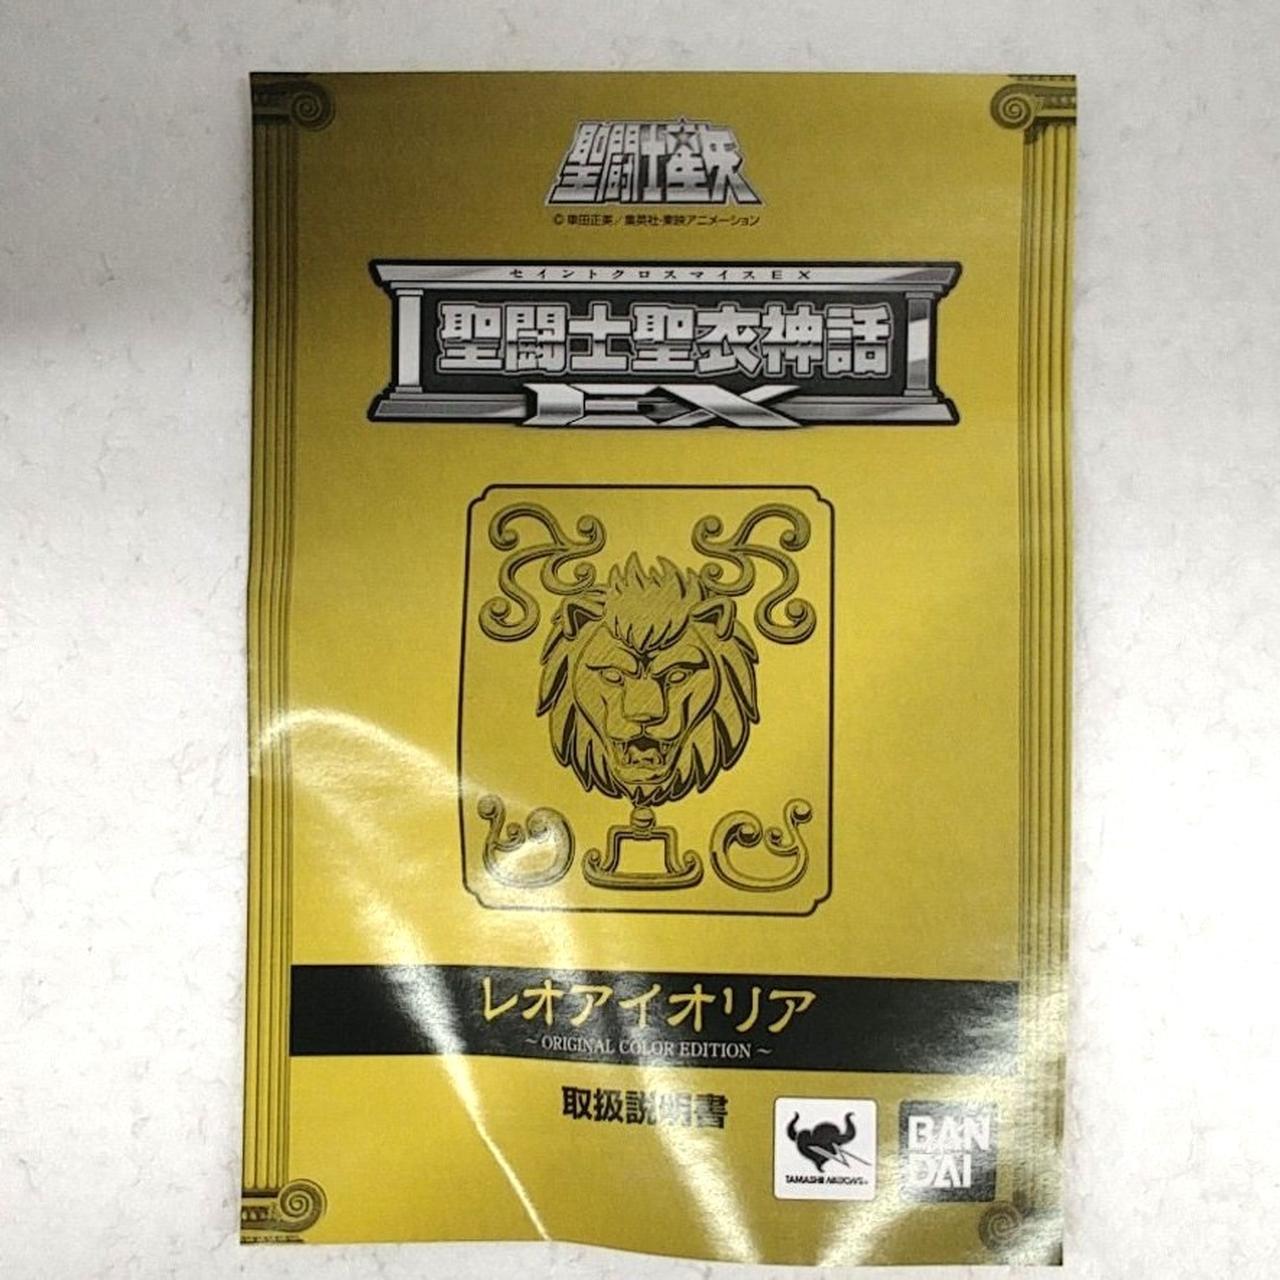 聖闘士星矢
© 車田正美／集英社・東映アニメーション
セイントクロスマイスEX
聖闘士聖衣神話
EX
レオアイオリア
～ORIGINAL COLOR EDITION～
取扱説明書
TAMASHII NATIONS
BAN
DAI